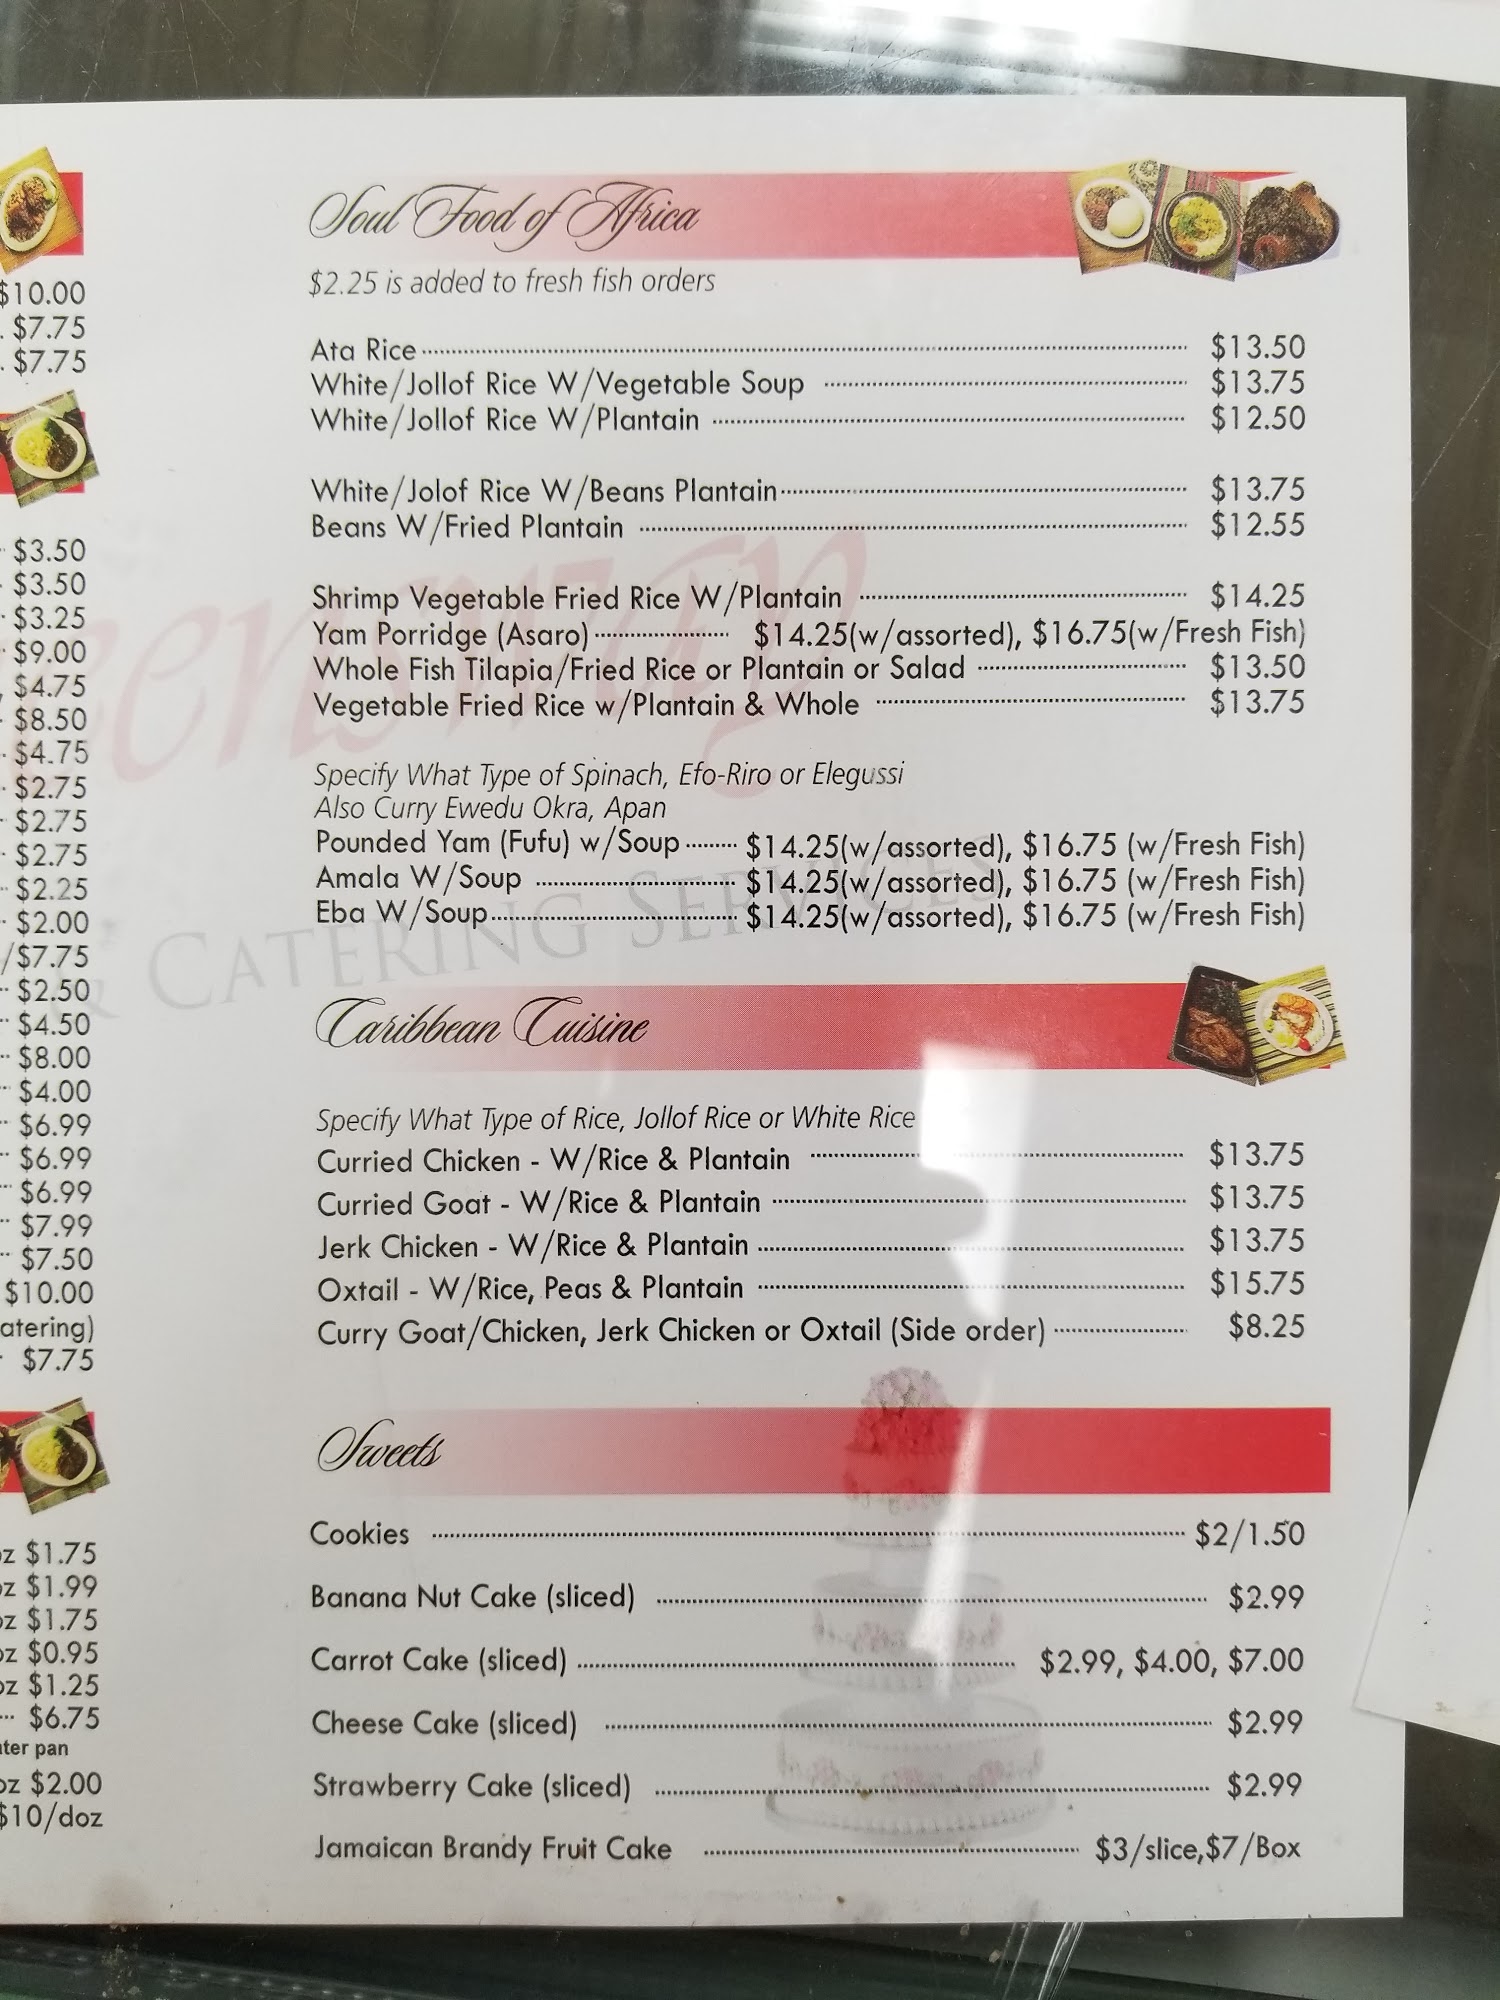 $10.00
. $7.75
. $7.75
$3.50
$3.50
$3.25
$9.00
$4.75
$8.50
$4.75
$2.75
$2.75
$2.75
$2.25
$2.00
/$7.75
$2.50
$4.50
$8.00
$4.00
$6.99
$6.99
$6.99
$7.99
$7.50
$10.00
atering)
$7.75
oz $1.75
oz $1.99
oz $1.75
oz $0.95
oz $1.25
$6.75
ter pan
oz $2.00
$10/doz
Soul Food of Africa
$2.25 is added to fresh fish orders
Ata Rice $13.50
White/Jollof Rice W/Vegetable Soup $13.75
White/Jollof Rice W/Plantain $12.50
White/Jolof Rice W/Beans Plantain $13.75
Beans W/Fried Plantain $12.55
Shrimp Vegetable Fried Rice W/Plantain $14.25
Yam Porridge (Asaro) $14.25(w/assorted), $16.75(w/Fresh Fish)
Whole Fish Tilapia/Fried Rice or Plantain or Salad $13.50
Vegetable Fried Rice w/Plantain & Whole $13.75
Specify What Type of Spinach, Efo-Riro or Elegussi
Also Curry Ewedu Okra, Apan
Pounded Yam (Fufu) w/Soup $14.25(w/assorted), $16.75 (w/Fresh Fish)
Amala W/Soup $14.25(w/assorted), $16.75 (w/Fresh Fish)
Eba W/Soup $14.25(w/assorted), $16.75 (w/Fresh Fish)
& Catering Services
Caribbean Cuisine
Specify What Type of Rice, Jollof Rice or White Rice
Curried Chicken - W/Rice & Plantain $13.75
Curried Goat - W/Rice & Plantain $13.75
Jerk Chicken - W/Rice & Plantain $13.75
Oxtail - W/Rice, Peas & Plantain $15.75
Curry Goat/Chicken, Jerk Chicken or Oxtail (Side order) $8.25
Sweets
Cookies $2/1.50
Banana Nut Cake (sliced) $2.99
Carrot Cake (sliced) $2.99, $4.00, $7.00
Cheese Cake (sliced) $2.99
Strawberry Cake (sliced) $2.99
Jamaican Brandy Fruit Cake $3/slice,$7/Box